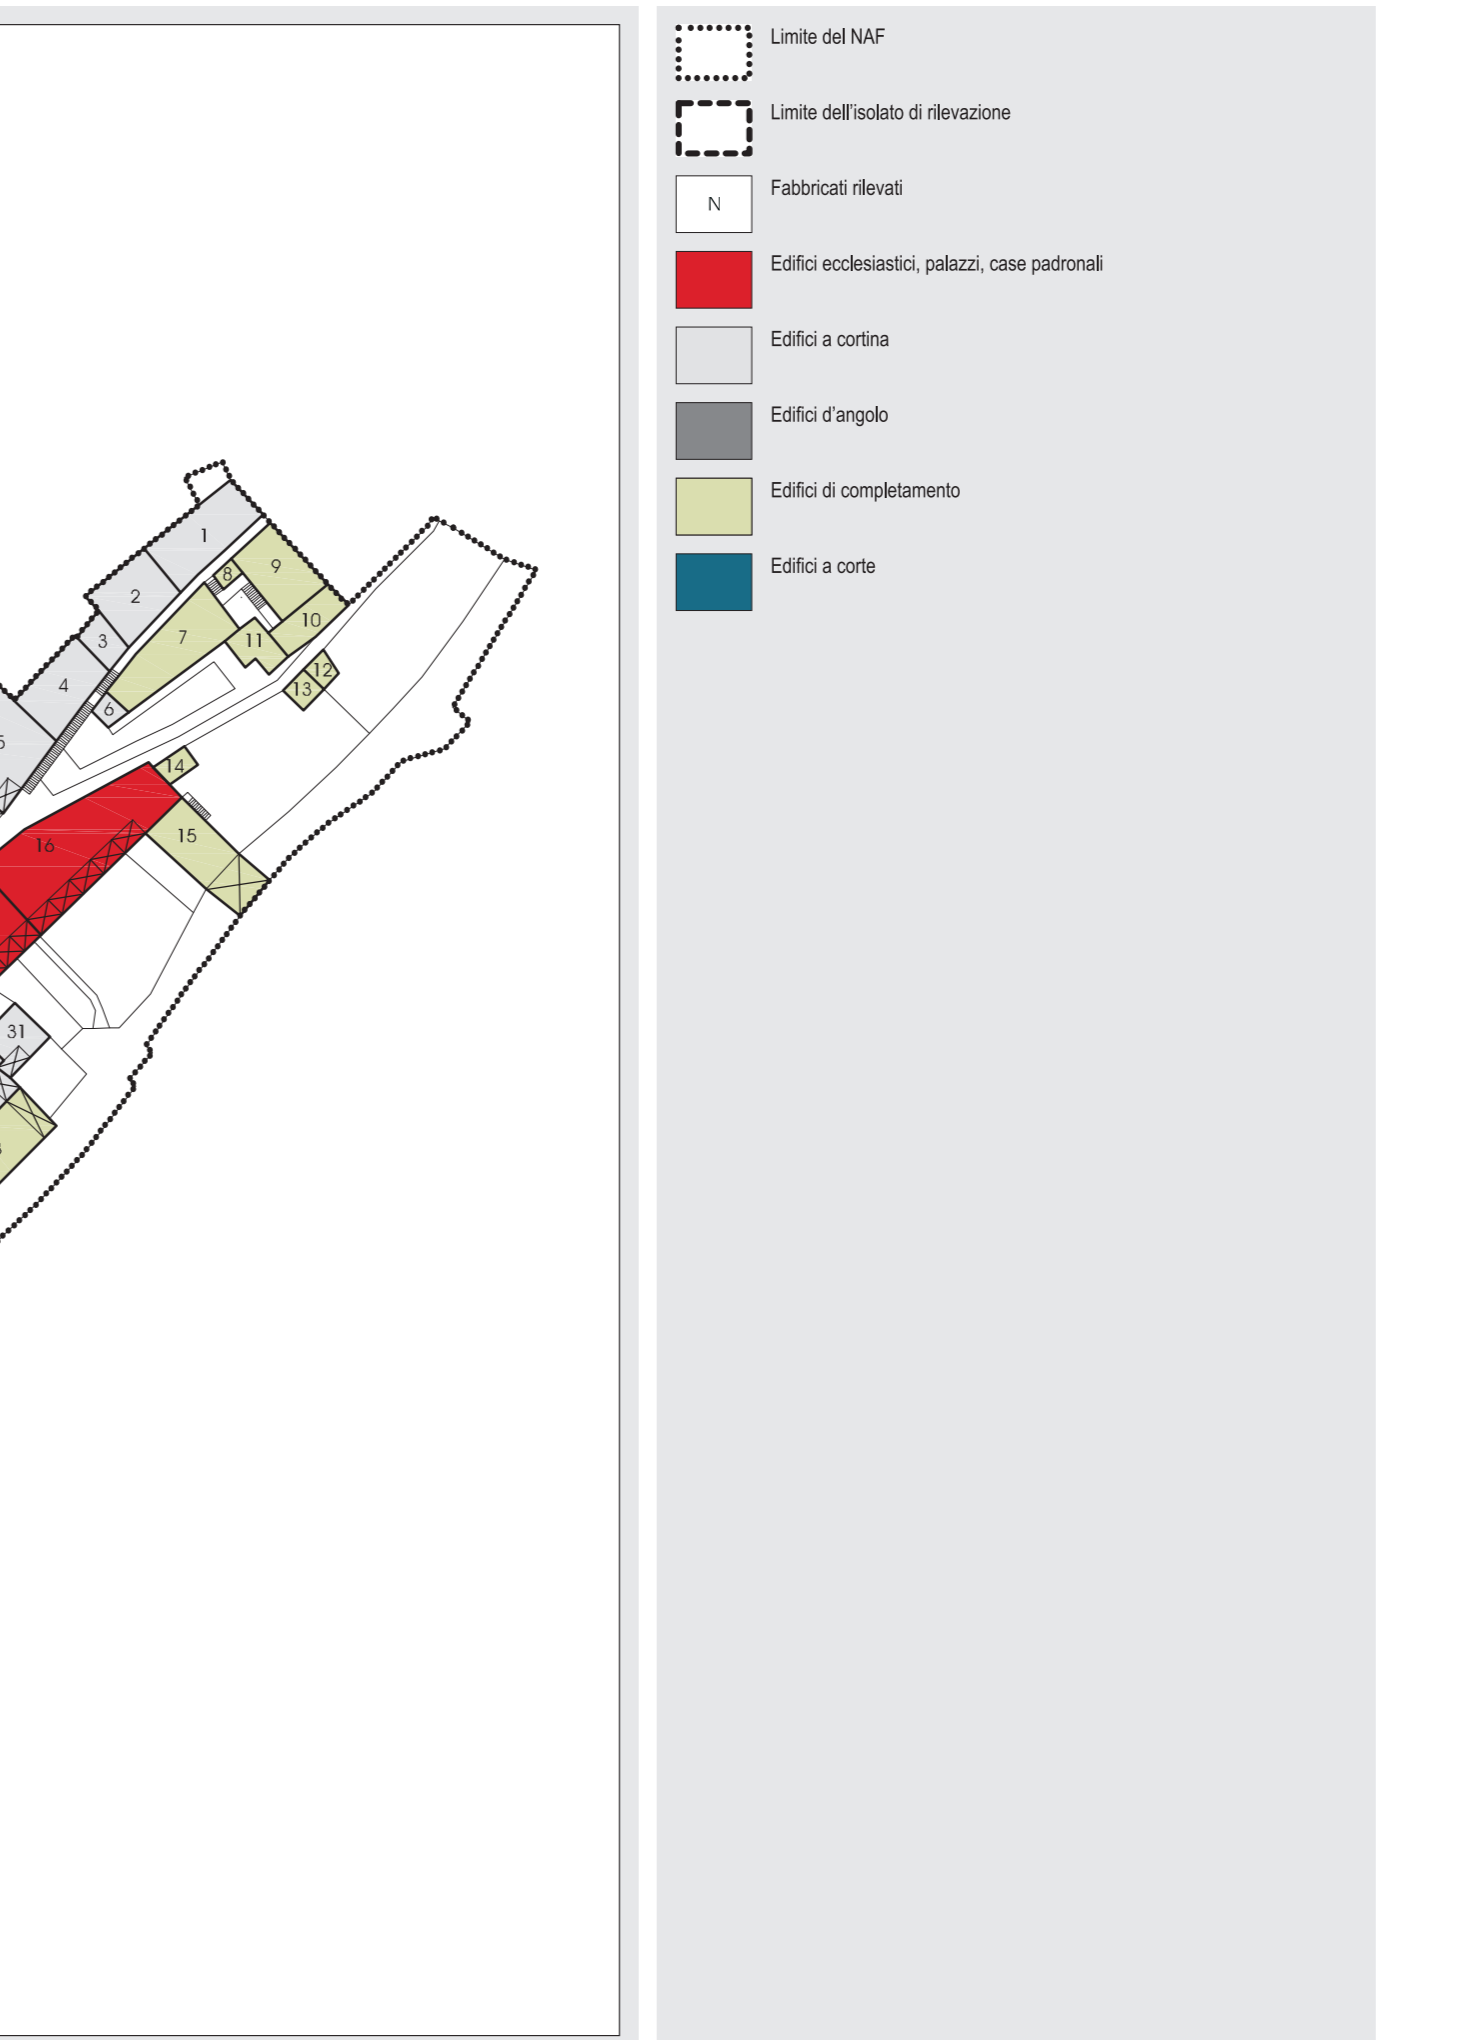 Limite del NAF
Limite dell'isolato di rilevazione
N
Fabbricati rilevati
Edifici ecclesiastici, palazzi, case padronali
Edifici a cortina
Edifici d'angolo
Edifici di completamento
Edifici a corte
1
2
3
4
6
7
8
9
10
11
12
13
14
15
16
31